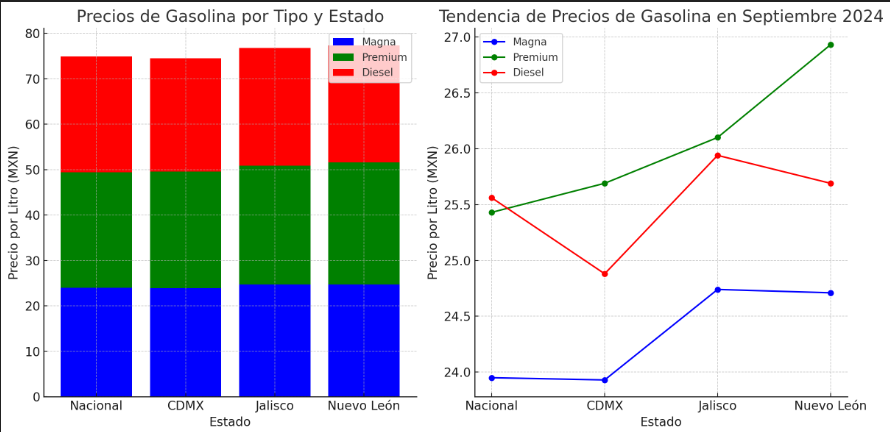 Precios de Gasolina por Tipo y Estado
Precio por Litro (MXN)
80
70
60
50
40
30
20
10
0
Magna
Premium
Diesel
Nacional CDMX Jalisco Nuevo León
Estado
Tendencia de Precios de Gasolina en Septiembre 2024
Precio por Litro (MXN)
27.0
26.5
26.0
25.5
25.0
24.5
24.0
Magna
Premium
Diesel
Nacional CDMX Jalisco Nuevo León
Estado